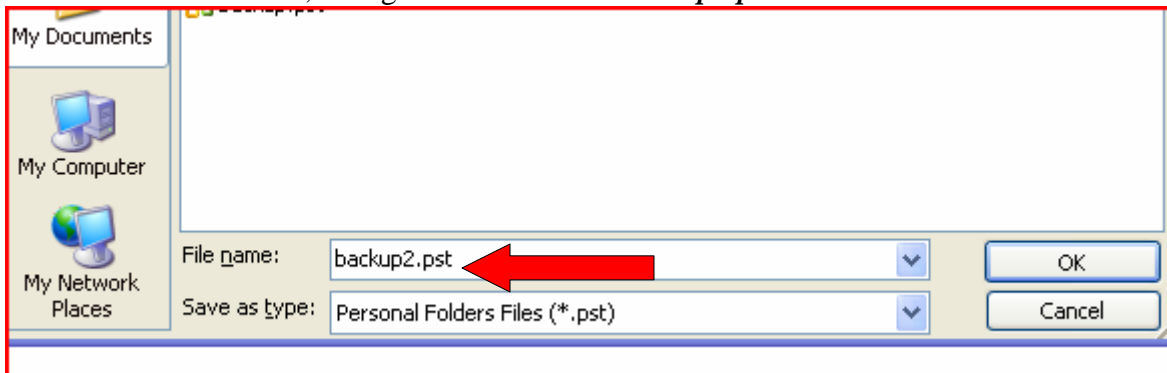 My Documents
My Computer
My Network
Places
File name:
backup2.pst
OK
Save as type:
Personal Folders Files (*.pst)
Cancel